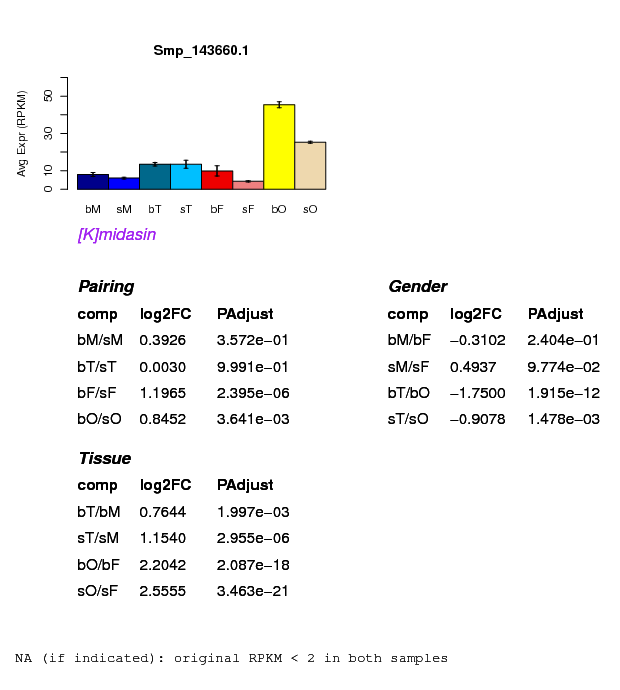 Smp_143660.1
Avg Expr (RPKM)
50
30
10
0
bM sM bT sT bF sF bO sO
[K]midasin
Pairing
comp log2FC PAdjust
bM/sM 0.3926 3.572e−01
bT/sT 0.0030 9.991e−01
bF/sF 1.1965 2.395e−06
bO/sO 0.8452 3.641e−03
Gender
comp log2FC PAdjust
bM/bF −0.3102 2.404e−01
sM/sF 0.4937 9.774e−02
bT/bO −1.7500 1.915e−12
sT/sO −0.9078 1.478e−03
Tissue
comp log2FC PAdjust
bT/bM 0.7644 1.997e−03
sT/sM 1.1540 2.955e−06
bO/bF 2.2042 2.087e−18
sO/sF 2.5555 3.463e−21
NA (if indicated): original RPKM < 2 in both samples